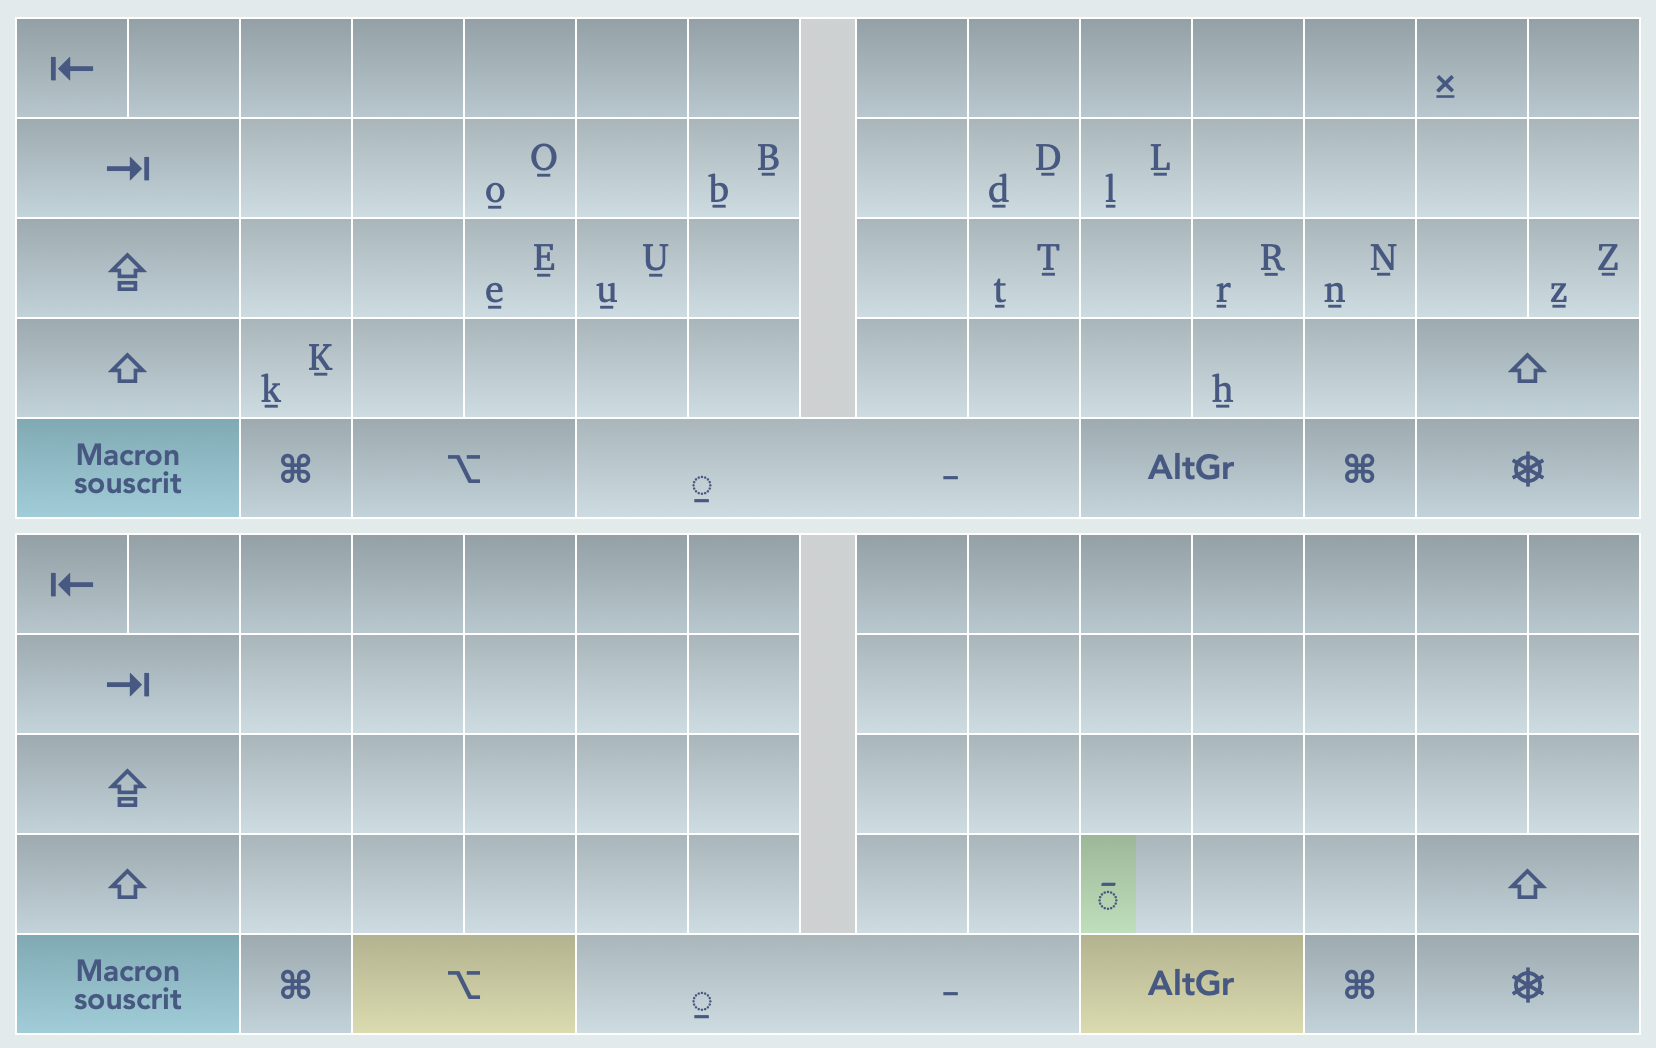 ⇤ ×̱
⇥ o̱ O̱ ḇ Ḇ ḏ Ḏ ḻ Ḻ
⇬ e̱ E̱ u̱ U̱ ṯ Ṯ ṟ Ṟ ṉ Ṉ ẕ Ẕ
⇧ ḵ Ḵ ẖ ⇧
Macron
souscrit ⌘ ⌥ ◌̱ ˍ AltGr ⌘ ⎈
⇤
⇥
⇬
⇧ ◌̄ ⇧
Macron
souscrit ⌘ ⌥ ◌̱ ˍ AltGr ⌘ ⎈